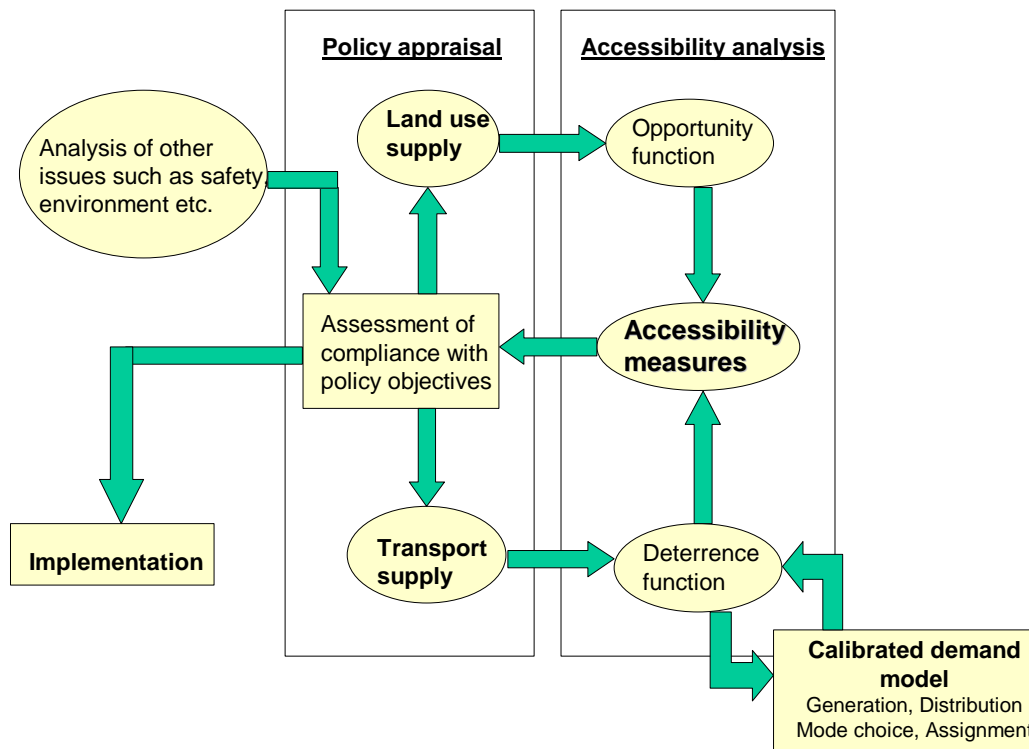 Policy appraisal
Accessibility analysis
Analysis of other
issues such as safety,
environment etc.
Land use
supply
Opportunity
function
Assessment of
compliance with
policy objectives
Accessibility
measures
Implementation
Transport
supply
Deterrence
function
Calibrated demand
model
Generation, Distribution
Mode choice, Assignment